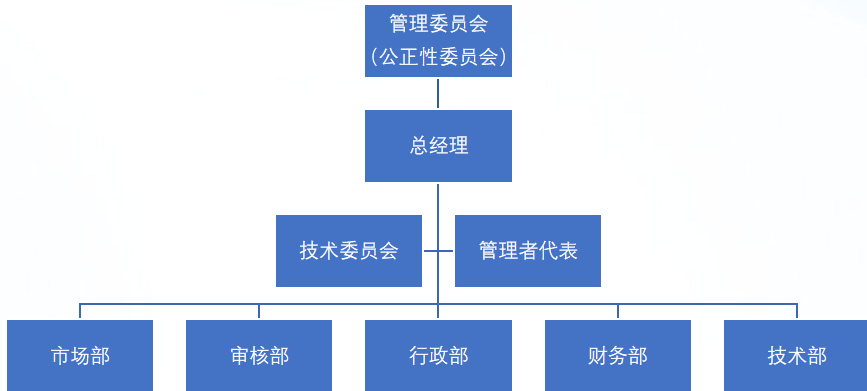 管理委员会
（公正性委员会）
总经理
技术委员会
管理者代表
市场部
审核部
行政部
财务部
技术部